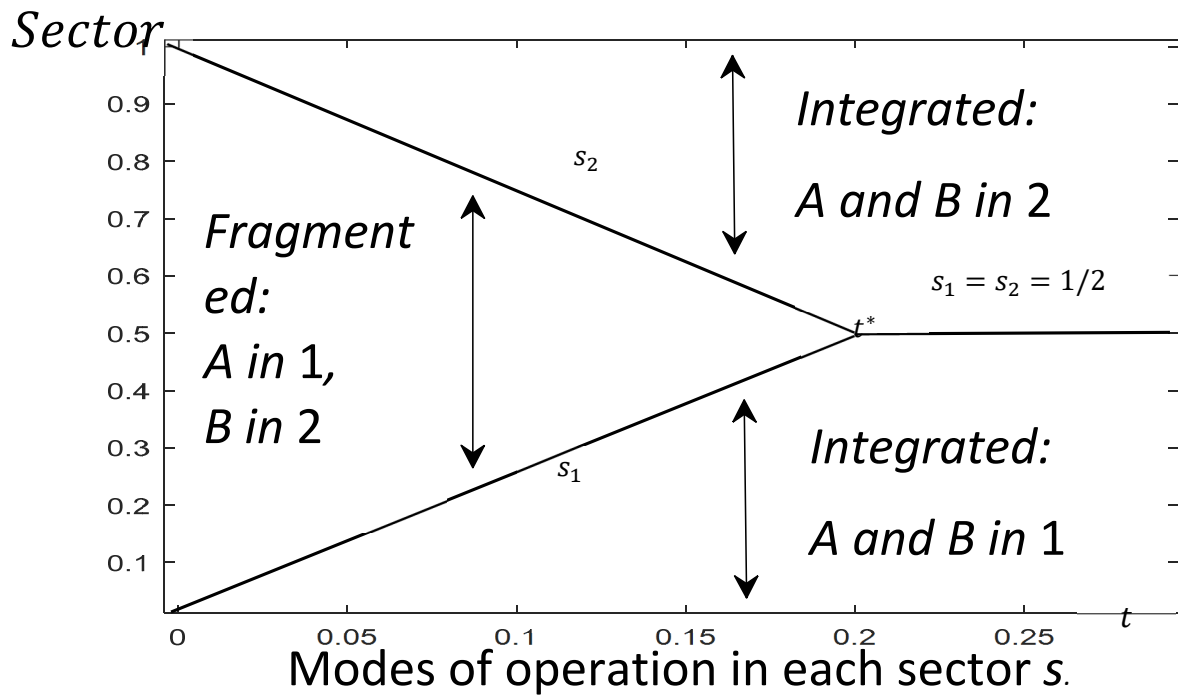 Sector
1
0.9
0.8
0.7
0.6
0.5
0.4
0.3
0.2
0.1
Integrated:
A and B in 2
s₂
Fragment
ed:
A in 1,
B in 2
s₁ = s₂ = 1/2
t*
s₁
Integrated:
A and B in 1
t
0 0.05 0.1 0.15 0.2 0.25
Modes of operation in each sector s.